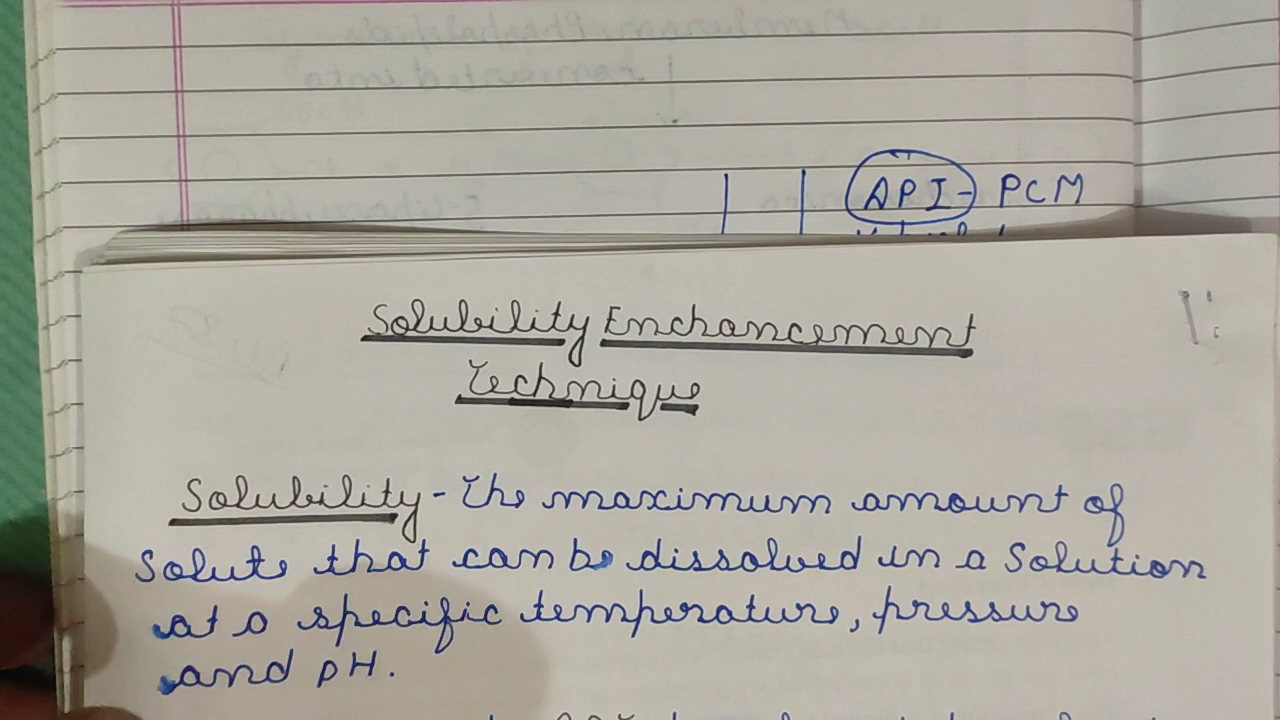 API- PCM
Solubility Enchancement
Technique
Solubility - The maximum amount of
Solute that can be dissolved in a Solution
at a specific temperature, pressure
and pH.